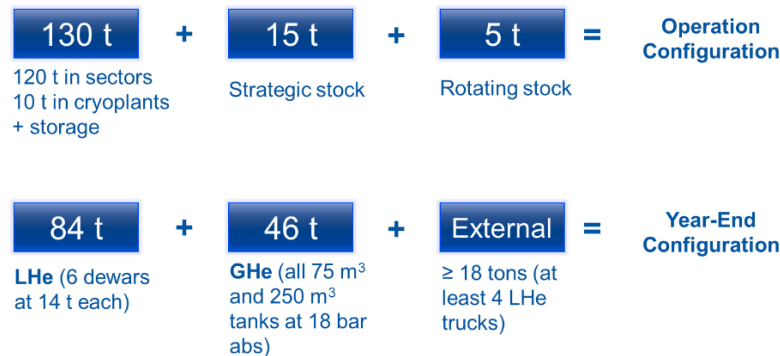 130 t + 15 t + 5 t = Operation Configuration
120 t in sectors
10 t in cryoplants
+ storage
Strategic stock
Rotating stock
84 t + 46 t + External = Year-End Configuration
LHe (6 dewars
at 14 t each)
GHe (all 75 m³
and 250 m³
tanks at 18 bar
abs)
≥ 18 tons (at
least 4 LHe
trucks)